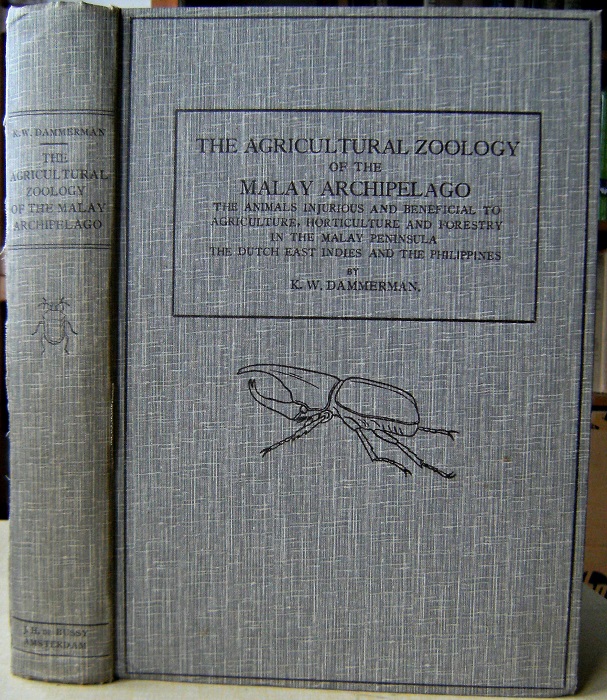 K. W. DAMMERMAN
THE
AGRICULTURAL
ZOOLOGY
OF THE MALAY
ARCHIPELAGO
J. H. DE BUSSY
AMSTERDAM
THE AGRICULTURAL ZOOLOGY
OF THE
MALAY ARCHIPELAGO
THE ANIMALS INJURIOUS AND BENEFICIAL TO
AGRICULTURE, HORTICULTURE AND FORESTRY
IN THE MALAY PENINSULA
THE DUTCH EAST INDIES AND THE PHILIPPINES
BY
K. W. DAMMERMAN.